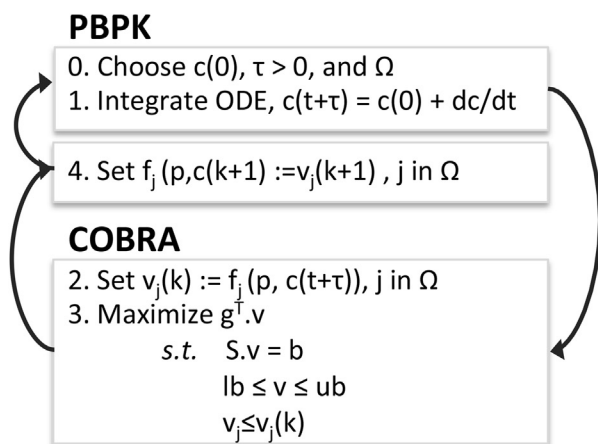 PBPK
0. Choose c(0), τ > 0, and Ω
1. Integrate ODE, c(t+τ) = c(0) + dc/dt
4. Set fj (p,c(k+1) :=vj(k+1) , j in Ω
COBRA
2. Set vj(k) := fj (p, c(t+τ)), j in Ω
3. Maximize gᵀ.v
s.t. S.v = b
lb ≤ v ≤ ub
vj≤vj(k)